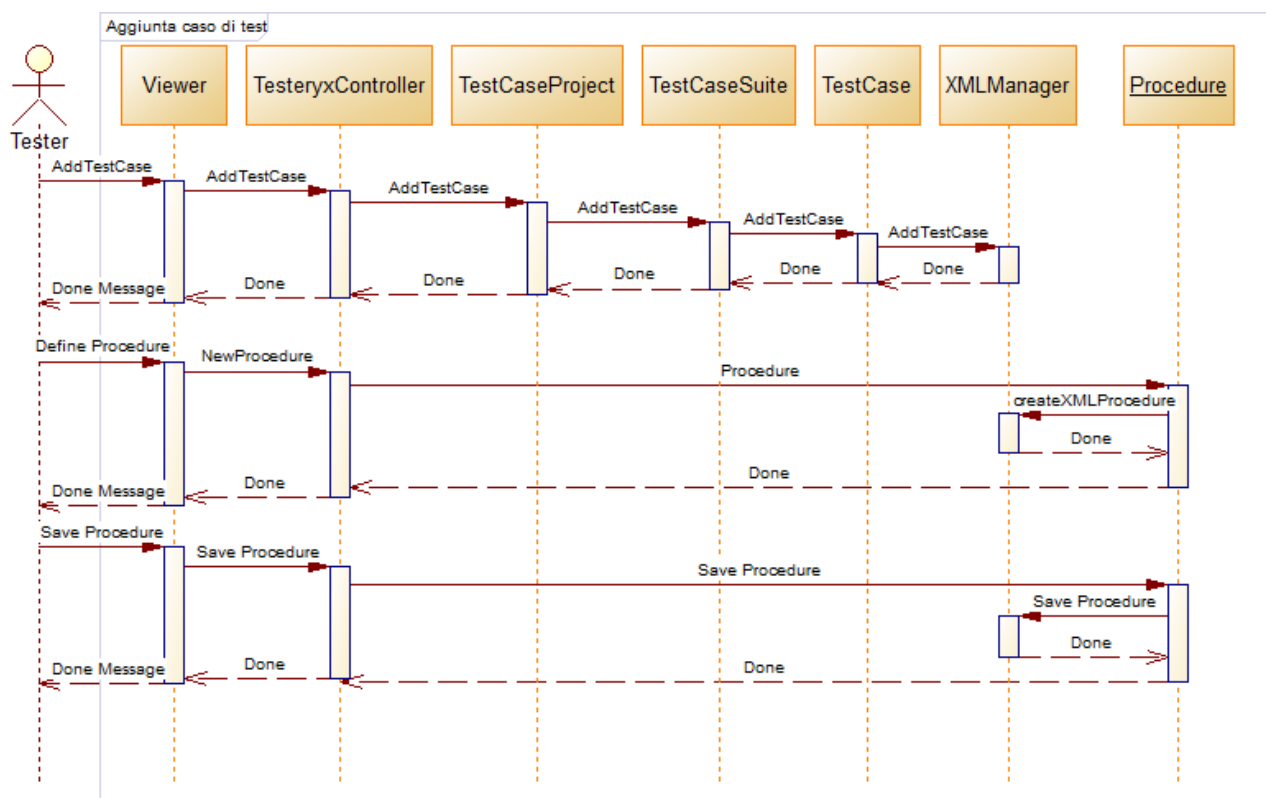 Aggiunta caso di test
Tester
Viewer
TesteryxController
TestCaseProject
TestCaseSuite
TestCase
XMLManager
Procedure
AddTestCase
AddTestCase
AddTestCase
AddTestCase
AddTestCase
AddTestCase
Done Message
Done
Done
Done
Done
Done
Define Procedure
NewProcedure
Procedure
createXMLProcedure
Done
Done Message
Done
Done
Save Procedure
Save Procedure
Save Procedure
Save Procedure
Done
Done Message
Done
Done